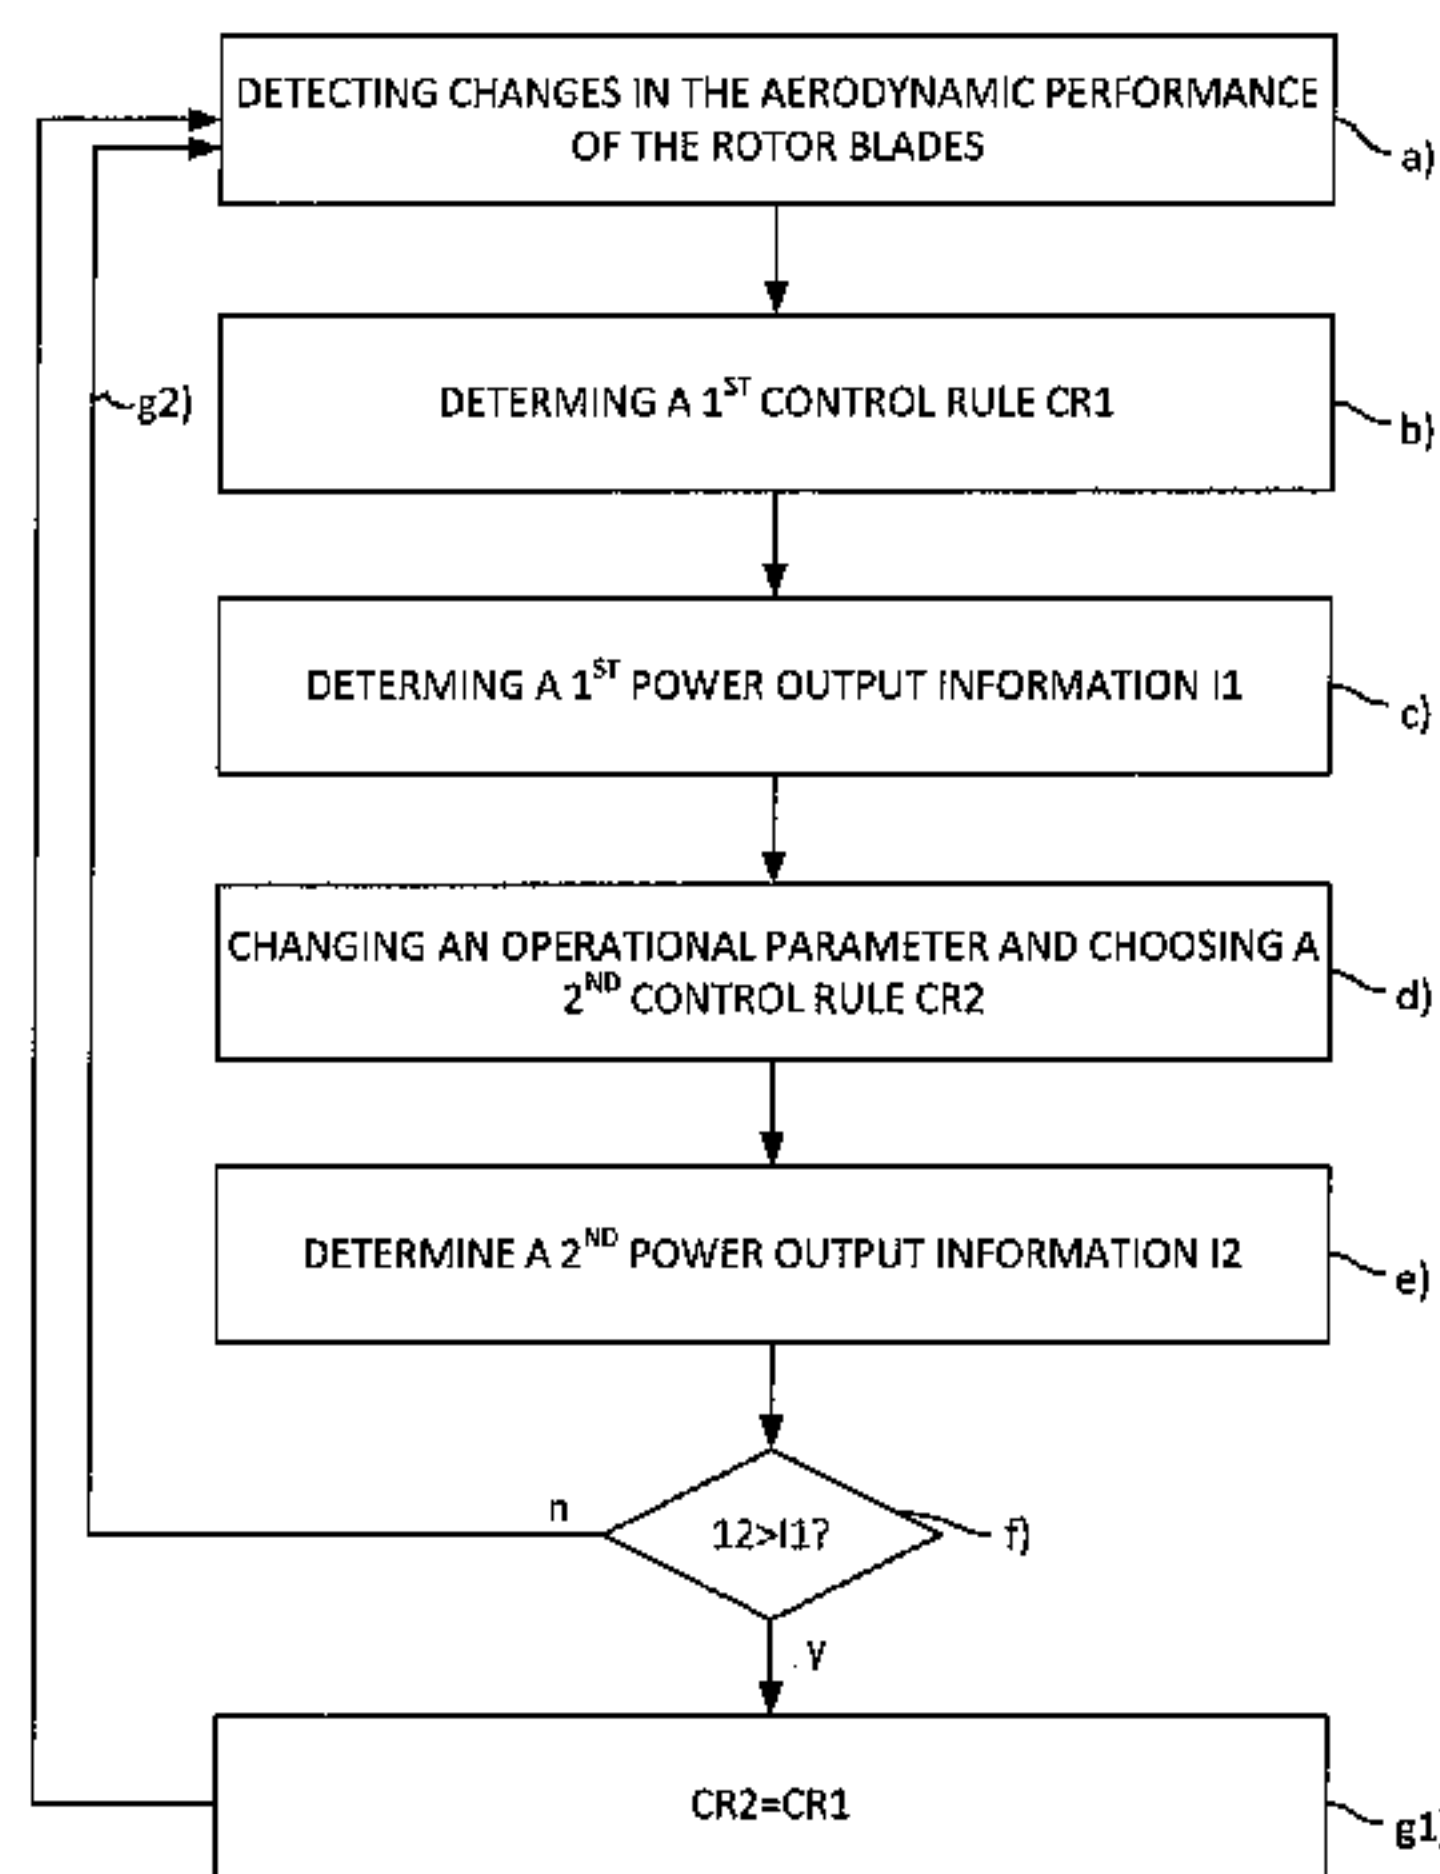 DETECTING CHANGES IN THE AERODYNAMIC PERFORMANCE
OF THE ROTOR BLADES
a)
g2)
DETERMING A 1ST CONTROL RULE CR1
b)
DETERMING A 1ST POWER OUTPUT INFORMATION I1
c)
CHANGING AN OPERATIONAL PARAMETER AND CHOOSING A
2ND CONTROL RULE CR2
d)
DETERMINE A 2ND POWER OUTPUT INFORMATION I2
e)
n
12>I1?
f)
y
CR2=CR1
g1)